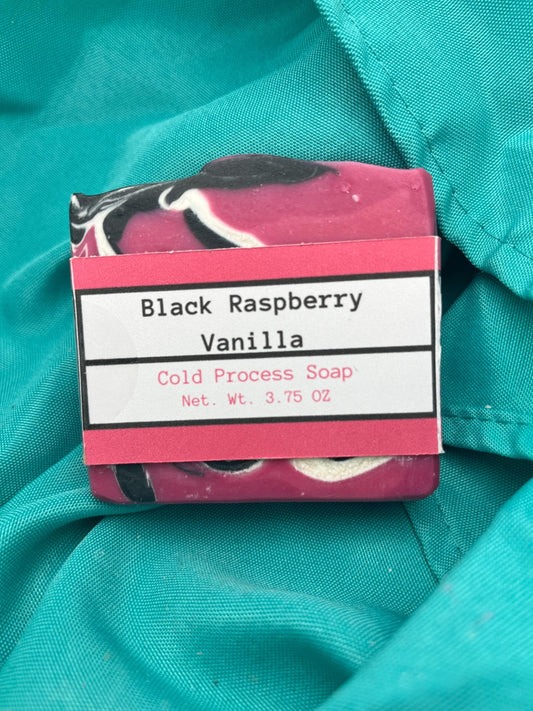 Black Raspberry
Vanilla
Cold Process Soap
Net. Wt. 3.75 OZ